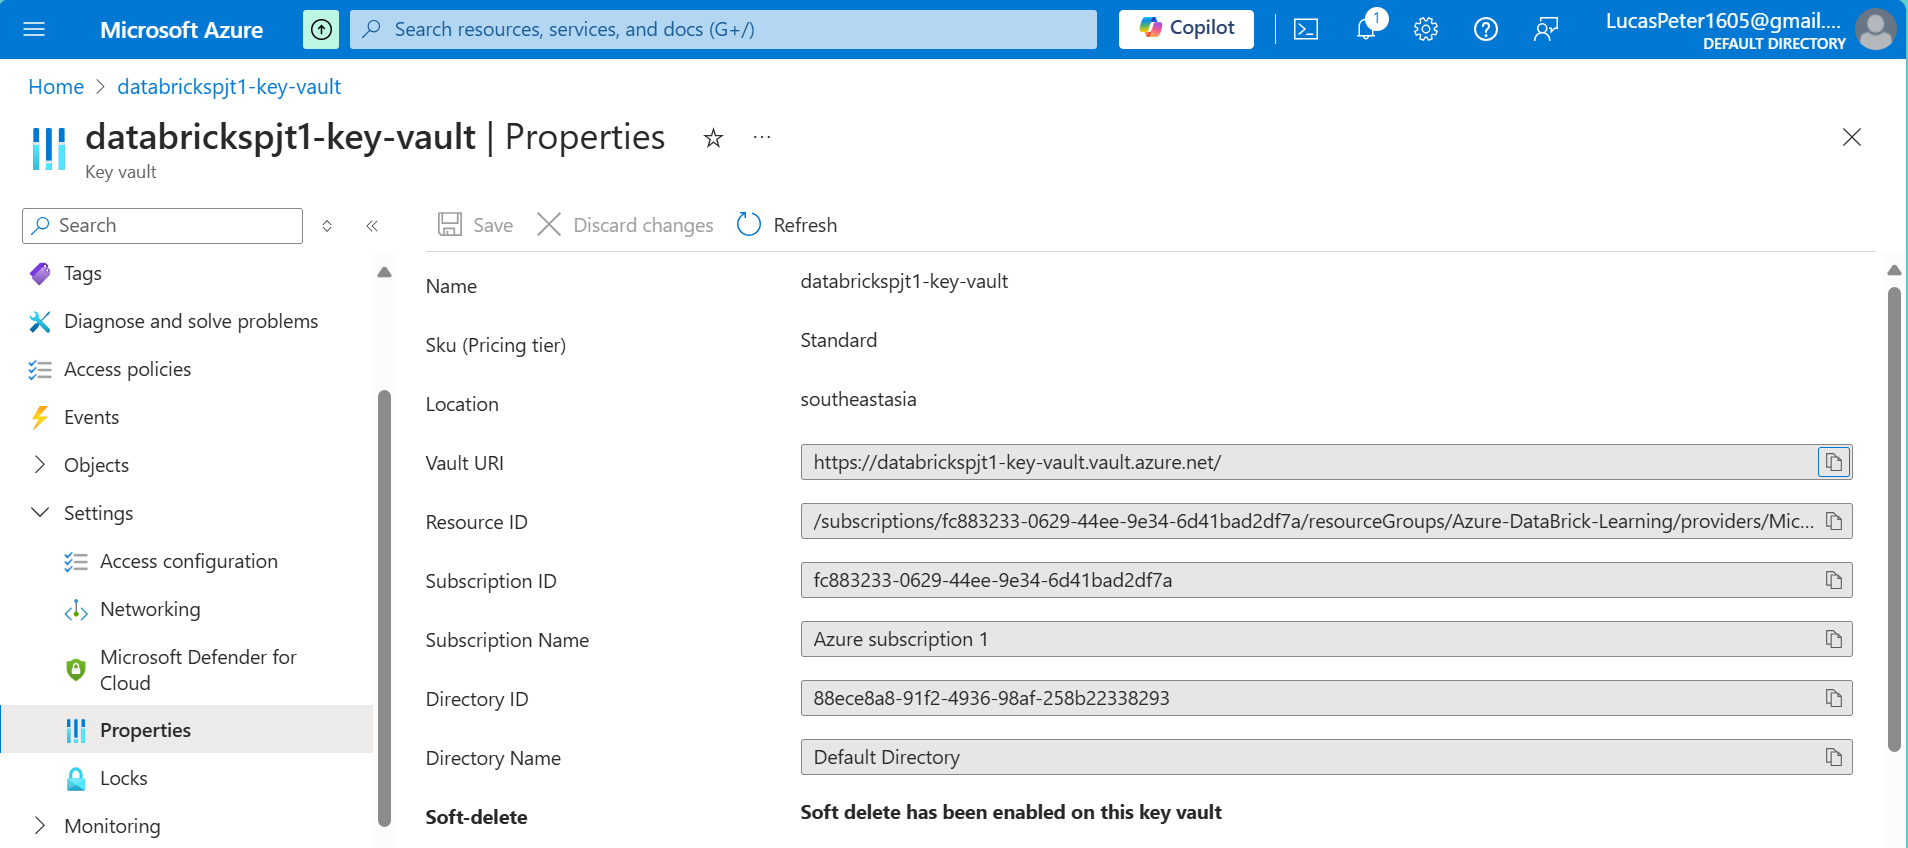 Microsoft Azure
Search resources, services, and docs (G+/)
Copilot
1
LucasPeter1605@gmail....
DEFAULT DIRECTORY
Home > databrickspjt1-key-vault
databrickspjt1-key-vault | Properties
Key vault
Search
Save
Discard changes
Refresh
Tags
Diagnose and solve problems
Access policies
Events
Objects
Settings
Access configuration
Networking
Microsoft Defender for
Cloud
Properties
Locks
Monitoring
Name databrickspjt1-key-vault
Sku (Pricing tier) Standard
Location southeastasia
Vault URI https://databrickspjt1-key-vault.vault.azure.net/
Resource ID /subscriptions/fc883233-0629-44ee-9e34-6d41bad2df7a/resourceGroups/Azure-DataBrick-Learning/providers/Mic...
Subscription ID fc883233-0629-44ee-9e34-6d41bad2df7a
Subscription Name Azure subscription 1
Directory ID 88ece8a8-91f2-4936-98af-258b22338293
Directory Name Default Directory
Soft-delete Soft delete has been enabled on this key vault